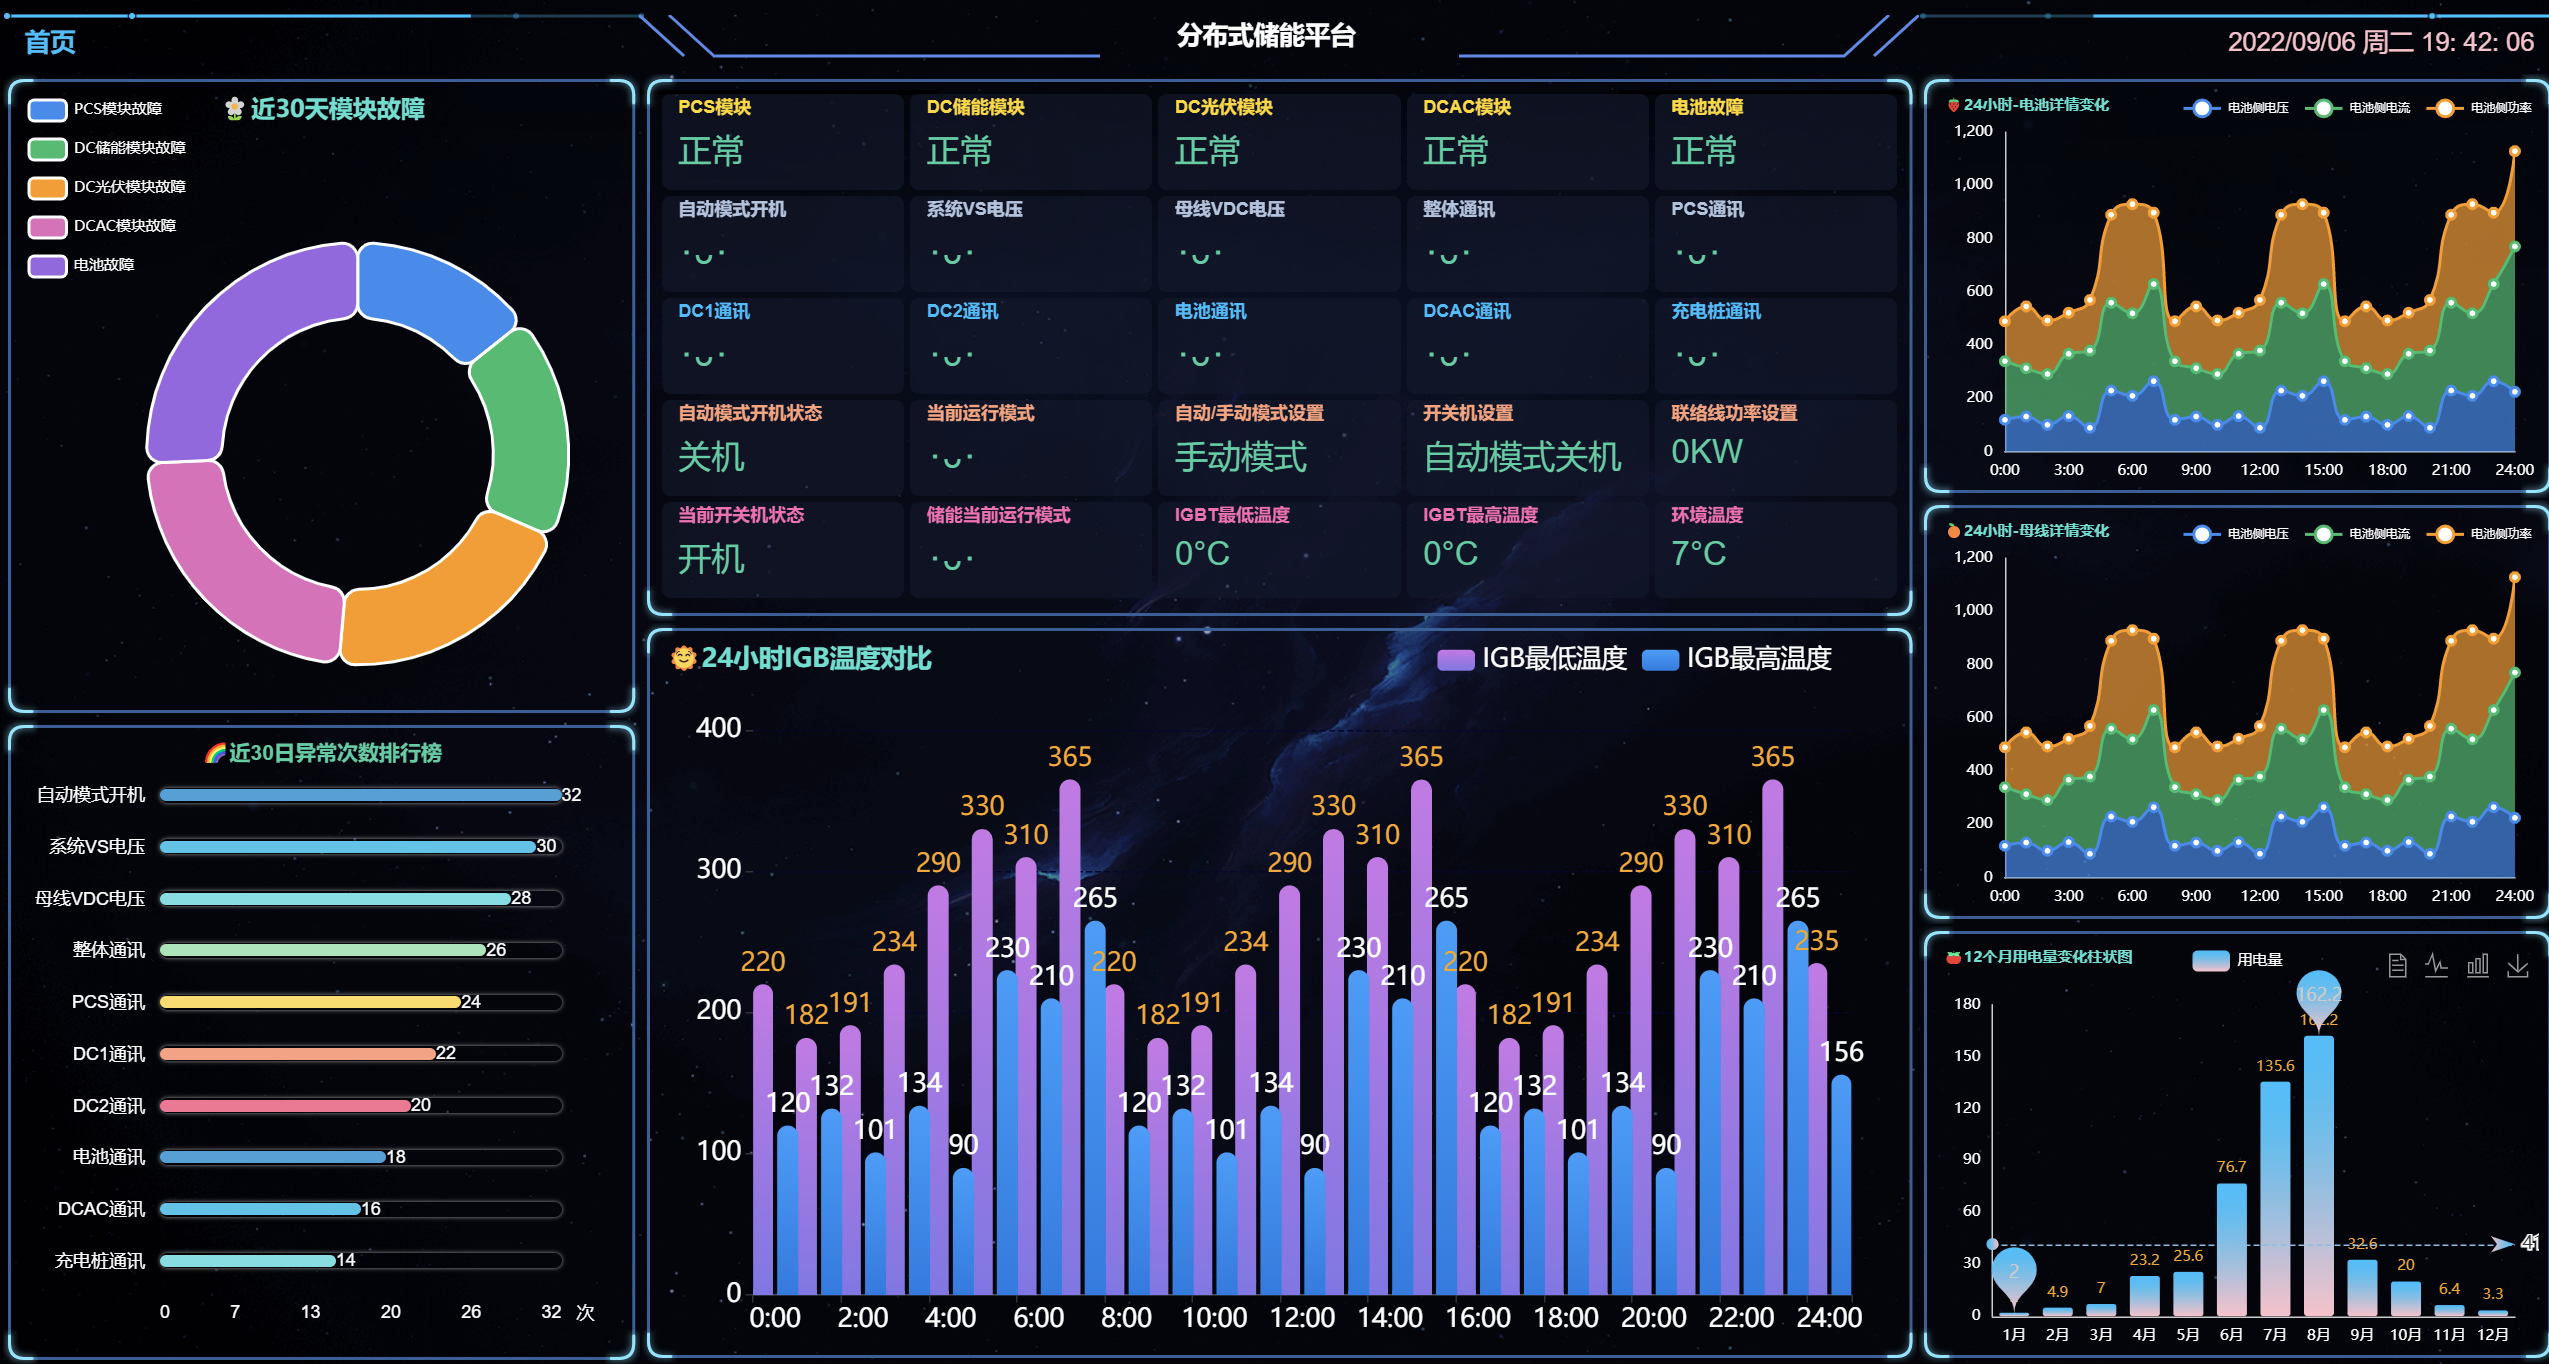 首页
分布式储能平台
2022/09/06 周二 19: 42: 06
近30天模块故障
PCS模块故障
DC储能模块故障
DC光伏模块故障
DCAC模块故障
电池故障
近30日异常次数排行榜
自动模式开机 32
系统VS电压 30
母线VDC电压 28
整体通讯 26
PCS通讯 24
DC1通讯 22
DC2通讯 20
电池通讯 18
DCAC通讯 16
充电桩通讯 14
0 7 13 20 26 32 次
PCS模块 DC储能模块 DC光伏模块 DCAC模块 电池故障
正常 正常 正常 正常 正常
自动模式开机 系统VS电压 母线VDC电压 整体通讯 PCS通讯
·ᴗ· ·ᴗ· ·ᴗ· ·ᴗ· ·ᴗ·
DC1通讯 DC2通讯 电池通讯 DCAC通讯 充电桩通讯
·ᴗ· ·ᴗ· ·ᴗ· ·ᴗ· ·ᴗ·
自动模式开机状态 当前运行模式 自动/手动模式设置 开关机设置 联络线功率设置
关机 ·ᴗ· 手动模式 自动模式关机 0KW
当前开关机状态 储能当前运行模式 IGBT最低温度 IGBT最高温度 环境温度
开机 ·ᴗ· 0°C 0°C 7°C
24小时IGB温度对比
IGB最低温度 IGB最高温度
400
300
200
100
0
220 182 191 234 290 330 310 365 220 182 191 234 290 330 310 365 220 182 191 234 290 330 310 365 235
120 132 101 134 90 230 210 265 120 132 101 134 90 230 210 265 120 132 101 134 90 230 210 265 156
0:00 2:00 4:00 6:00 8:00 10:00 12:00 14:00 16:00 18:00 20:00 22:00 24:00
24小时-电池详情变化
电池侧电压 电池侧电流 电池侧功率
1,200
1,000
800
600
400
200
0
0:00 3:00 6:00 9:00 12:00 15:00 18:00 21:00 24:00
24小时-母线详情变化
电池侧电压 电池侧电流 电池侧功率
1,200
1,000
800
600
400
200
0
0:00 3:00 6:00 9:00 12:00 15:00 18:00 21:00 24:00
12个月用电量变化柱状图
用电量
180
150
120
90
60
30
0
162.2
2 4.9 7 23.2 25.6 76.7 135.6 162.2 32.6 20 6.4 3.3
1月 2月 3月 4月 5月 6月 7月 8月 9月 10月 11月 12月